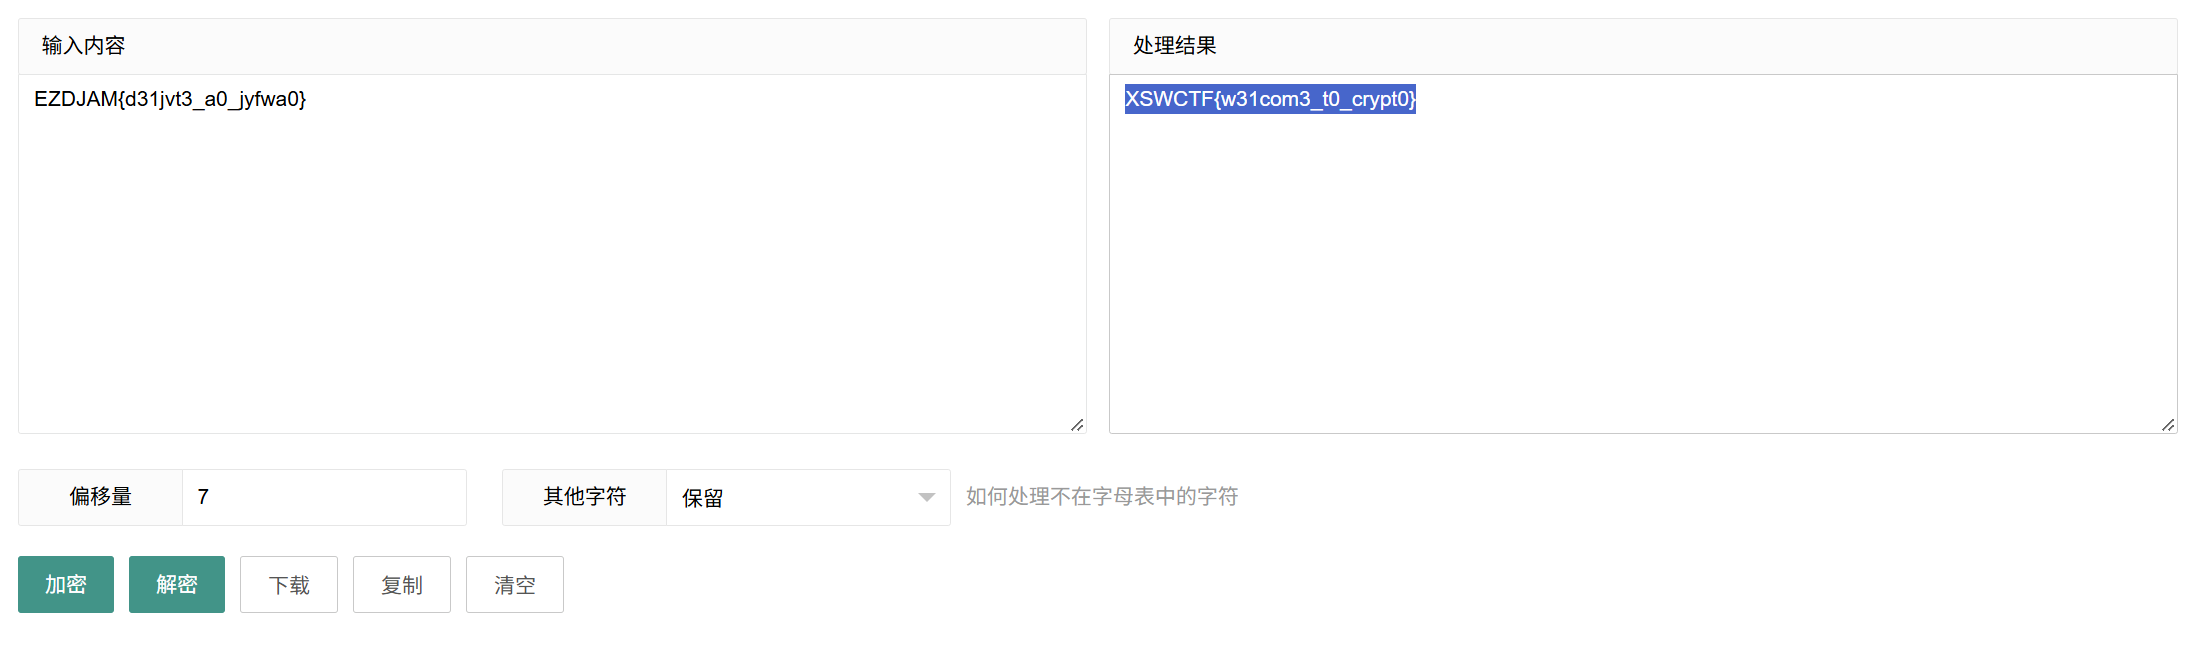 输入内容
EZDJAM{d31jvt3_a0_jyfwa0}
处理结果
XSWCTF{w31com3_t0_crypt0}
偏移量 7 其他字符 保留 如何处理不在字母表中的字符
加密 解密 下载 复制 清空